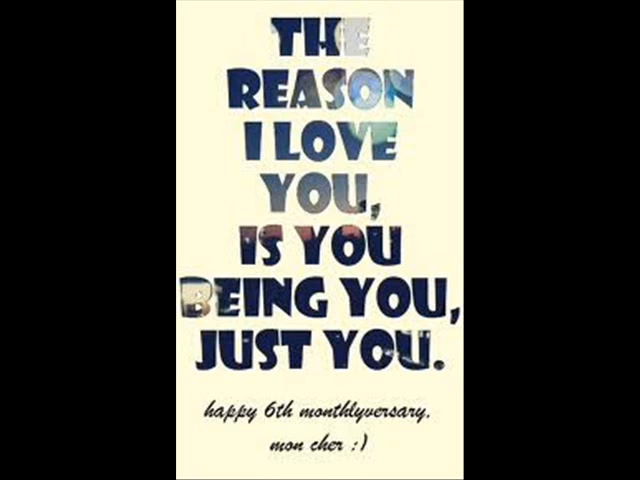 THE
REASON
I LOVE
YOU,
IS YOU
BEING YOU,
JUST YOU.
happy 6th monthlyversary.
mon cher :)